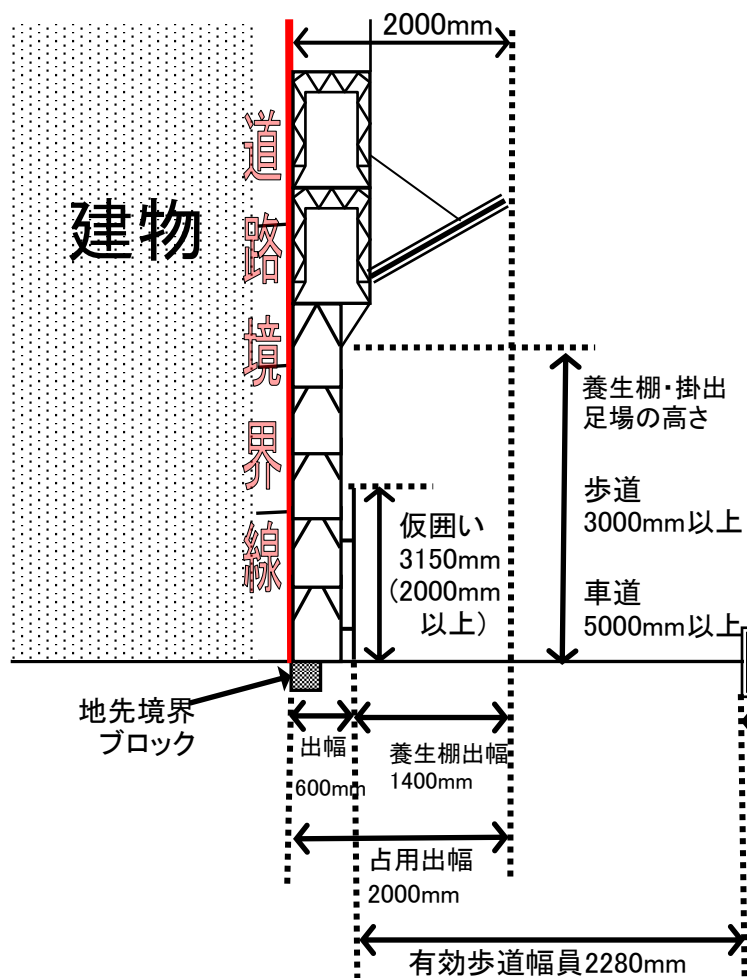 2000mm
建物
道路境界線
養生棚・掛出
足場の高さ
歩道
3000mm以上
車道
5000mm以上
仮囲い
3150mm
(2000mm
以上)
地先境界
ブロック
出幅
600mm
養生棚出幅
1400mm
占用出幅
2000mm
有効歩道幅員2280mm